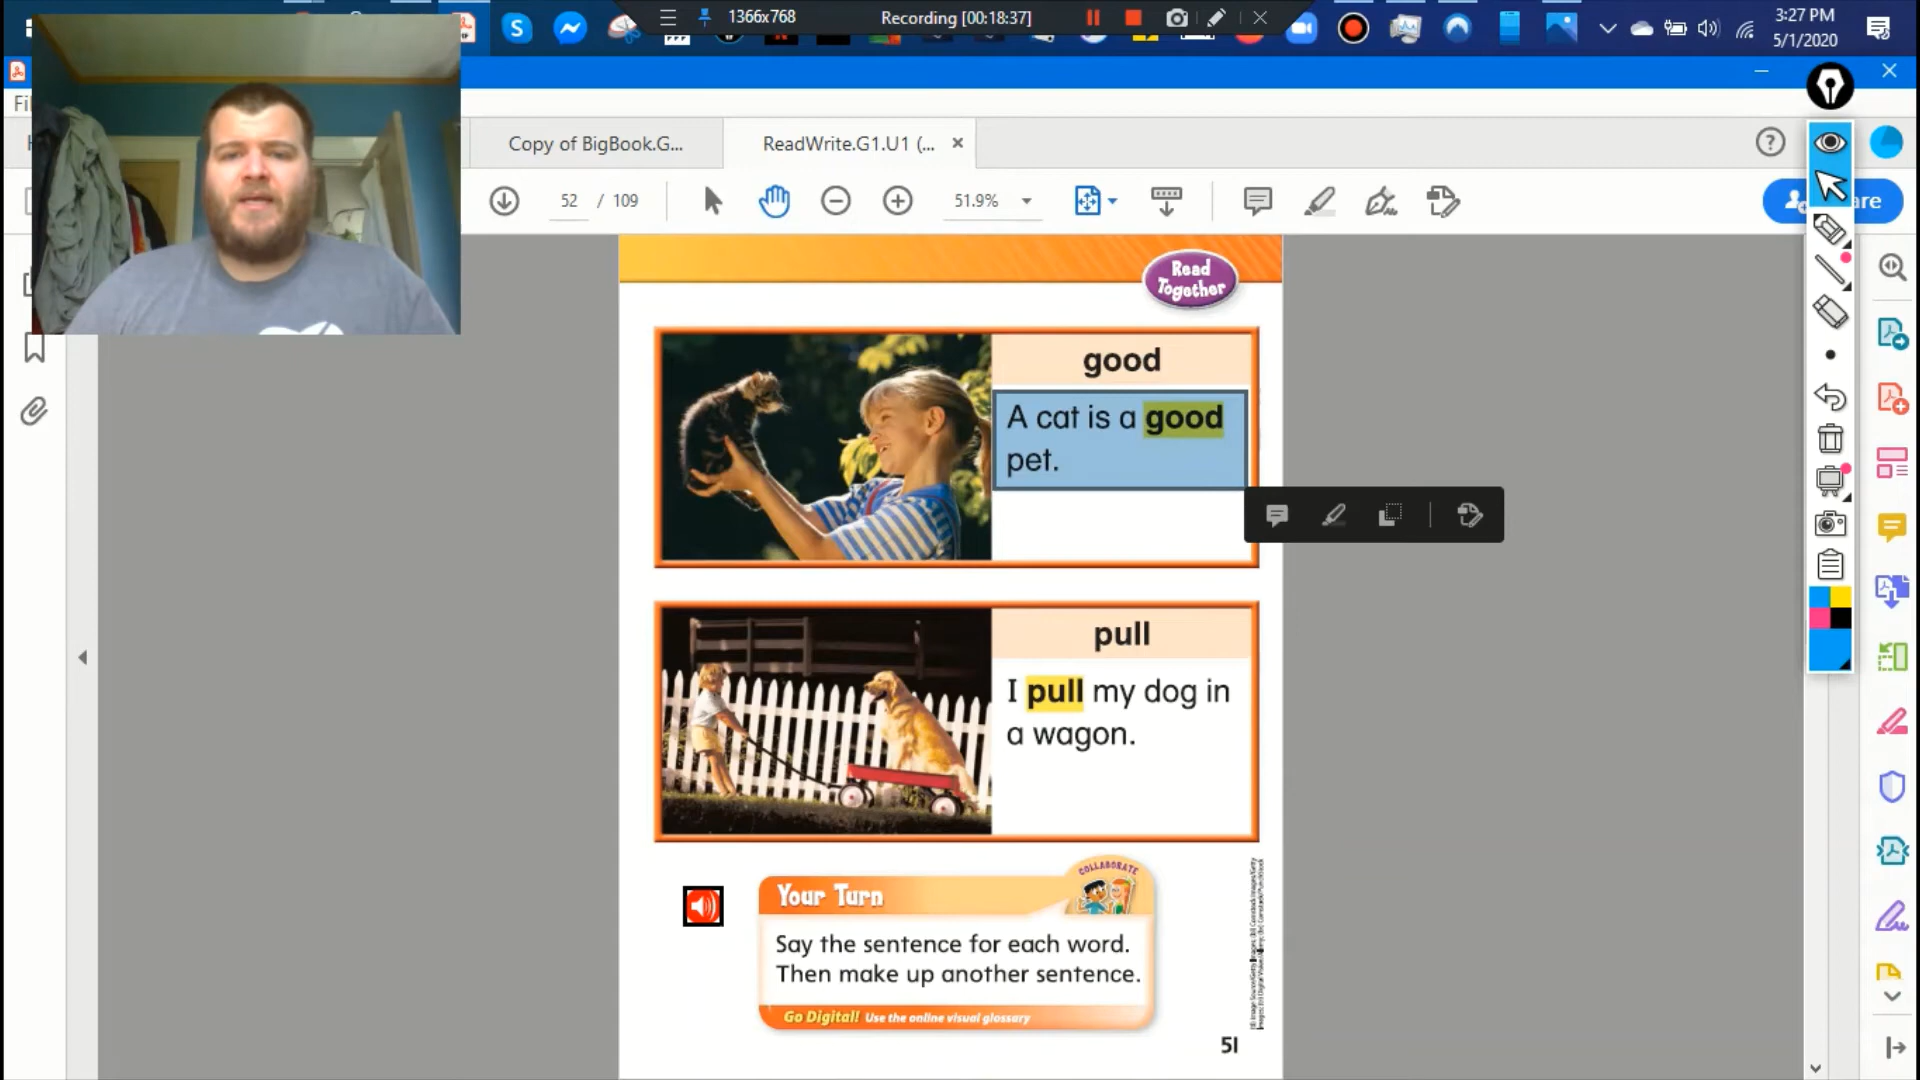 1366x768
Recording [00:18:37]
3:27 PM
5/1/2020
Copy of BigBook.G...
ReadWrite.G1.U1 (...
52 / 109
51.9%
Read
Together
good
A cat is a good
pet.
pull
I pull my dog in
a wagon.
COLLABORATE
Your Turn
Say the sentence for each word.
Then make up another sentence.
Go Digital! Use the online visual glossary
51